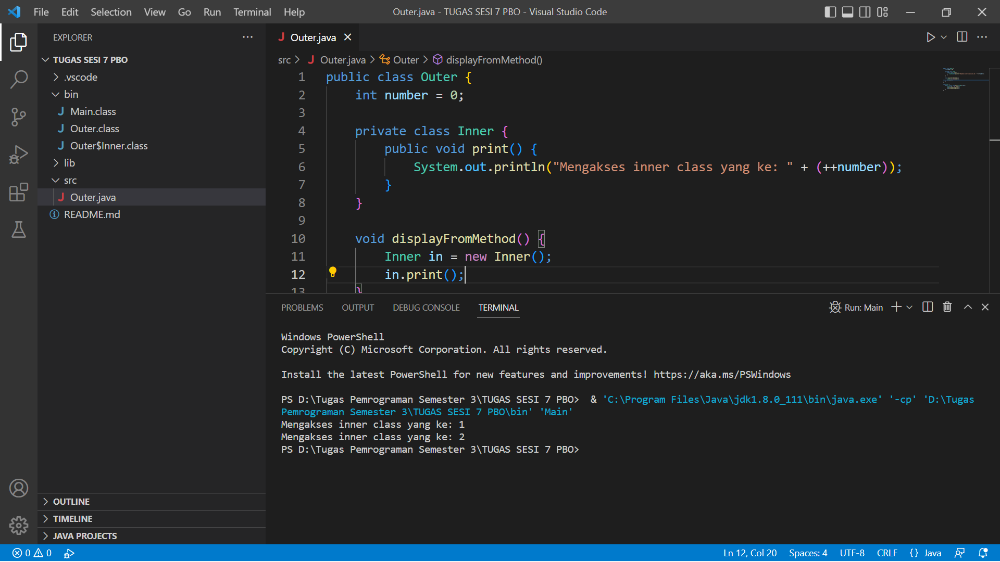 File Edit Selection View Go Run Terminal Help
Outer.java - TUGAS SESI 7 PBO - Visual Studio Code
EXPLORER
TUGAS SESI 7 PBO
.vscode
bin
Main.class
Outer.class
Outer$Inner.class
lib
src
Outer.java
README.md
OUTLINE
TIMELINE
JAVA PROJECTS
Outer.java
src > Outer.java > Outer > displayFromMethod()
1 public class Outer {
2 int number = 0;
3
4 private class Inner {
5 public void print() {
6 System.out.println("Mengakses inner class yang ke: " + (++number));
7 }
8 }
9
10 void displayFromMethod() {
11 Inner in = new Inner();
12 in.print();
13 }
PROBLEMS OUTPUT DEBUG CONSOLE TERMINAL
Run: Main
Windows PowerShell
Copyright (C) Microsoft Corporation. All rights reserved.
Install the latest PowerShell for new features and improvements! https://aka.ms/PSWindows
PS D:\Tugas Pemrograman Semester 3\TUGAS SESI 7 PBO> & 'C:\Program Files\Java\jdk1.8.0_111\bin\java.exe' '-cp' 'D:\Tugas
Pemrograman Semester 3\TUGAS SESI 7 PBO\bin' 'Main'
Mengakses inner class yang ke: 1
Mengakses inner class yang ke: 2
PS D:\Tugas Pemrograman Semester 3\TUGAS SESI 7 PBO>
0 0
Ln 12, Col 20 Spaces: 4 UTF-8 CRLF {} Java